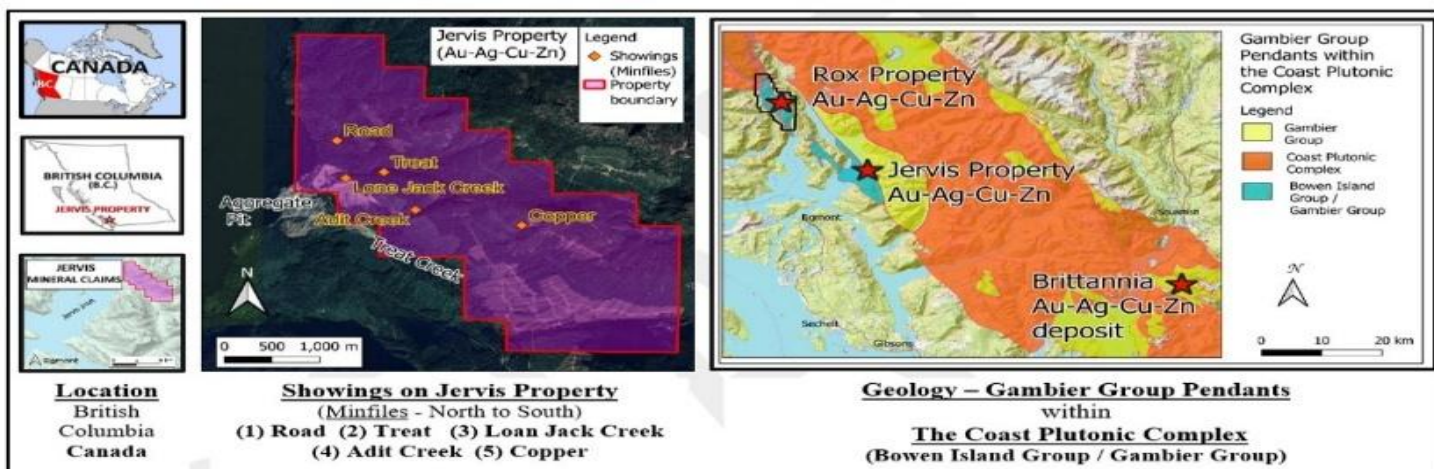 CANADA
BC
BRITISH COLUMBIA
(B.C.)
JERVIS PROPERTY
JERVIS
MINERAL CLAIMS
Jervis Inlet
Egmont
Location
British
Columbia
Canada
Jervis Property
(Au-Ag-Cu-Zn)
Legend
Showings
(Minfiles)
Property
boundary
Road
Treat
Lone Jack Creek
Aggregate
Pit
Adit Creek
Copper
Treat Creek
N
0 500 1,000 m
Showings on Jervis Property
(Minfiles - North to South)
(1) Road (2) Treat (3) Loan Jack Creek
(4) Adit Creek (5) Copper
Rox Property
Au-Ag-Cu-Zn
Jervis Property
Au-Ag-Cu-Zn
Egmont
Squamish
Brittannia
Au-Ag-Cu-Zn
deposit
Sechelt
Gibsons
Gambier Group
Pendants within
the Coast Plutonic
Complex
Legend
Gambier
Group
Coast Plutonic
Complex
Bowen Island
Group /
Gambier Group
N
0 10 20 km
Geology – Gambier Group Pendants
within
The Coast Plutonic Complex
(Bowen Island Group / Gambier Group)